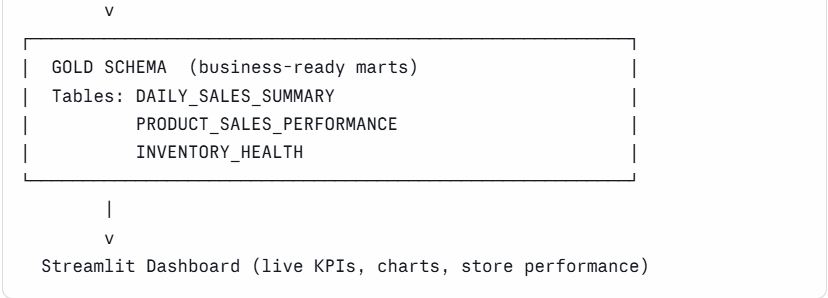 v
GOLD SCHEMA  (business-ready marts)
Tables: DAILY_SALES_SUMMARY
PRODUCT_SALES_PERFORMANCE
INVENTORY_HEALTH
|
v
Streamlit Dashboard (live KPIs, charts, store performance)